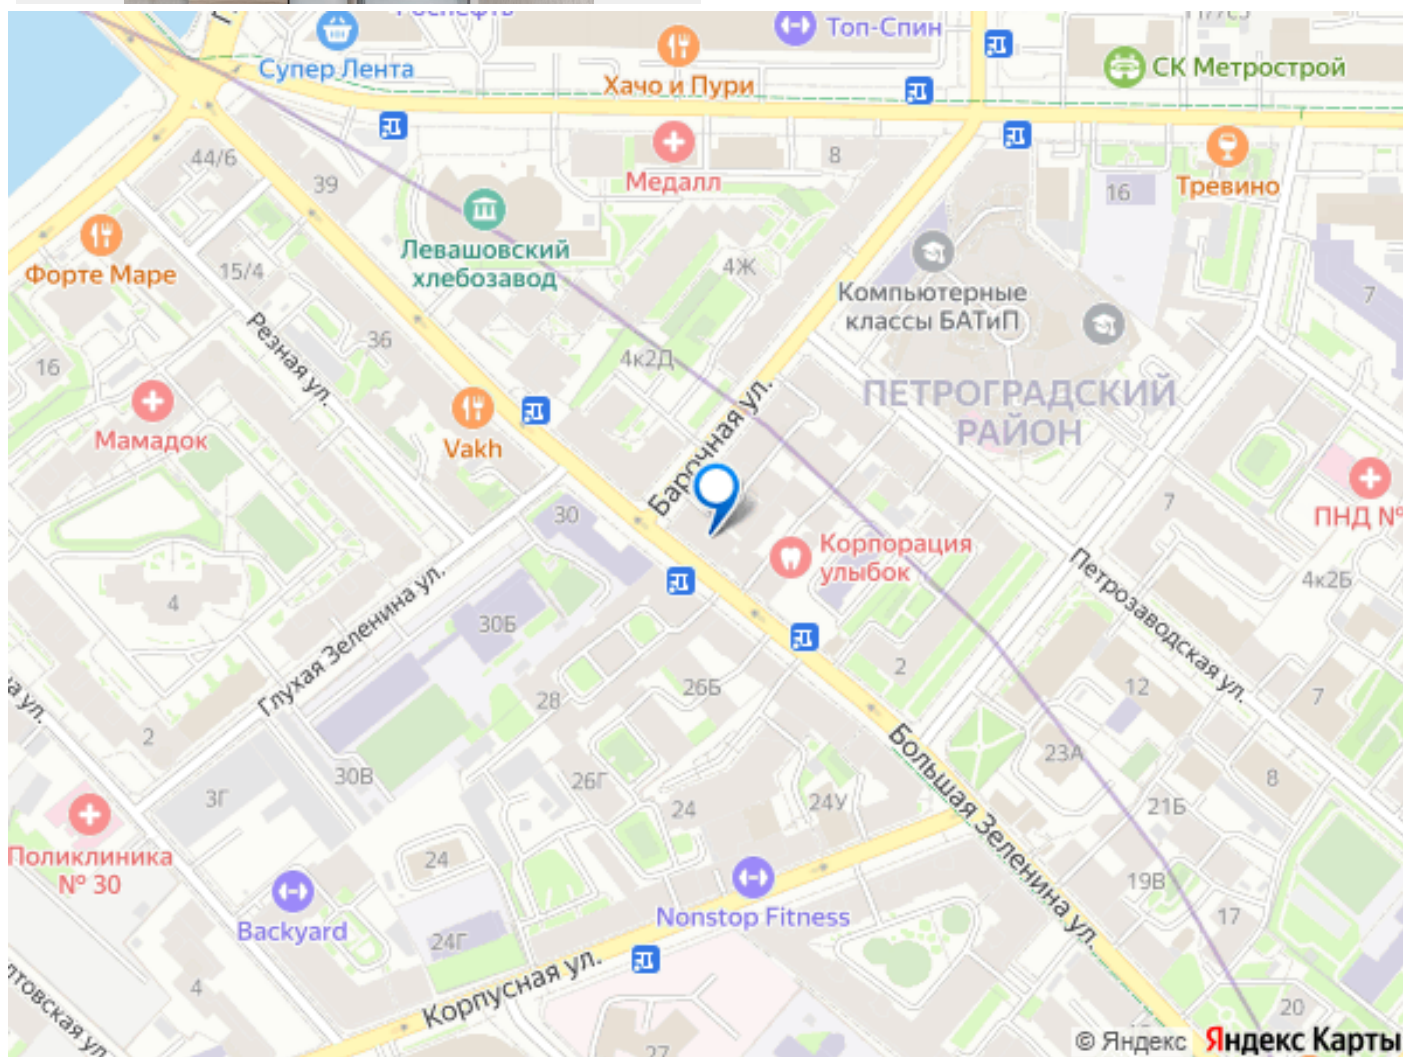 Роснефть
Топ-Спин
117/С5
Супер Лента
Хачо и Пури
СК Метрострой
44/6
39
Медалл
8
16
Тревино
Форте Маре
15/4
Левашовский
хлебозавод
4Ж
Компьютерные
классы БАТиП
7
Резная ул.
36
4к2Д
16
Мамадок
Vakh
Барочная ул.
ПЕТРОГРАДСКИЙ
РАЙОН
7
ПНД №
30
Корпорация
улыбок
4к2Б
4
Глухая Зеленина ул.
30Б
Петрозаводская ул.
2
26Б
28
12
7
2
ул.
30В
3Г
26Г
24
24У
Большая Зеленина ул.
23А
8
21Б
Поликлиника
№ 30
24
19В
Backyard
Nonstop Fitness
17
24Г
4
Корпусная ул.
20
27
© Яндекс Яндекс Карты